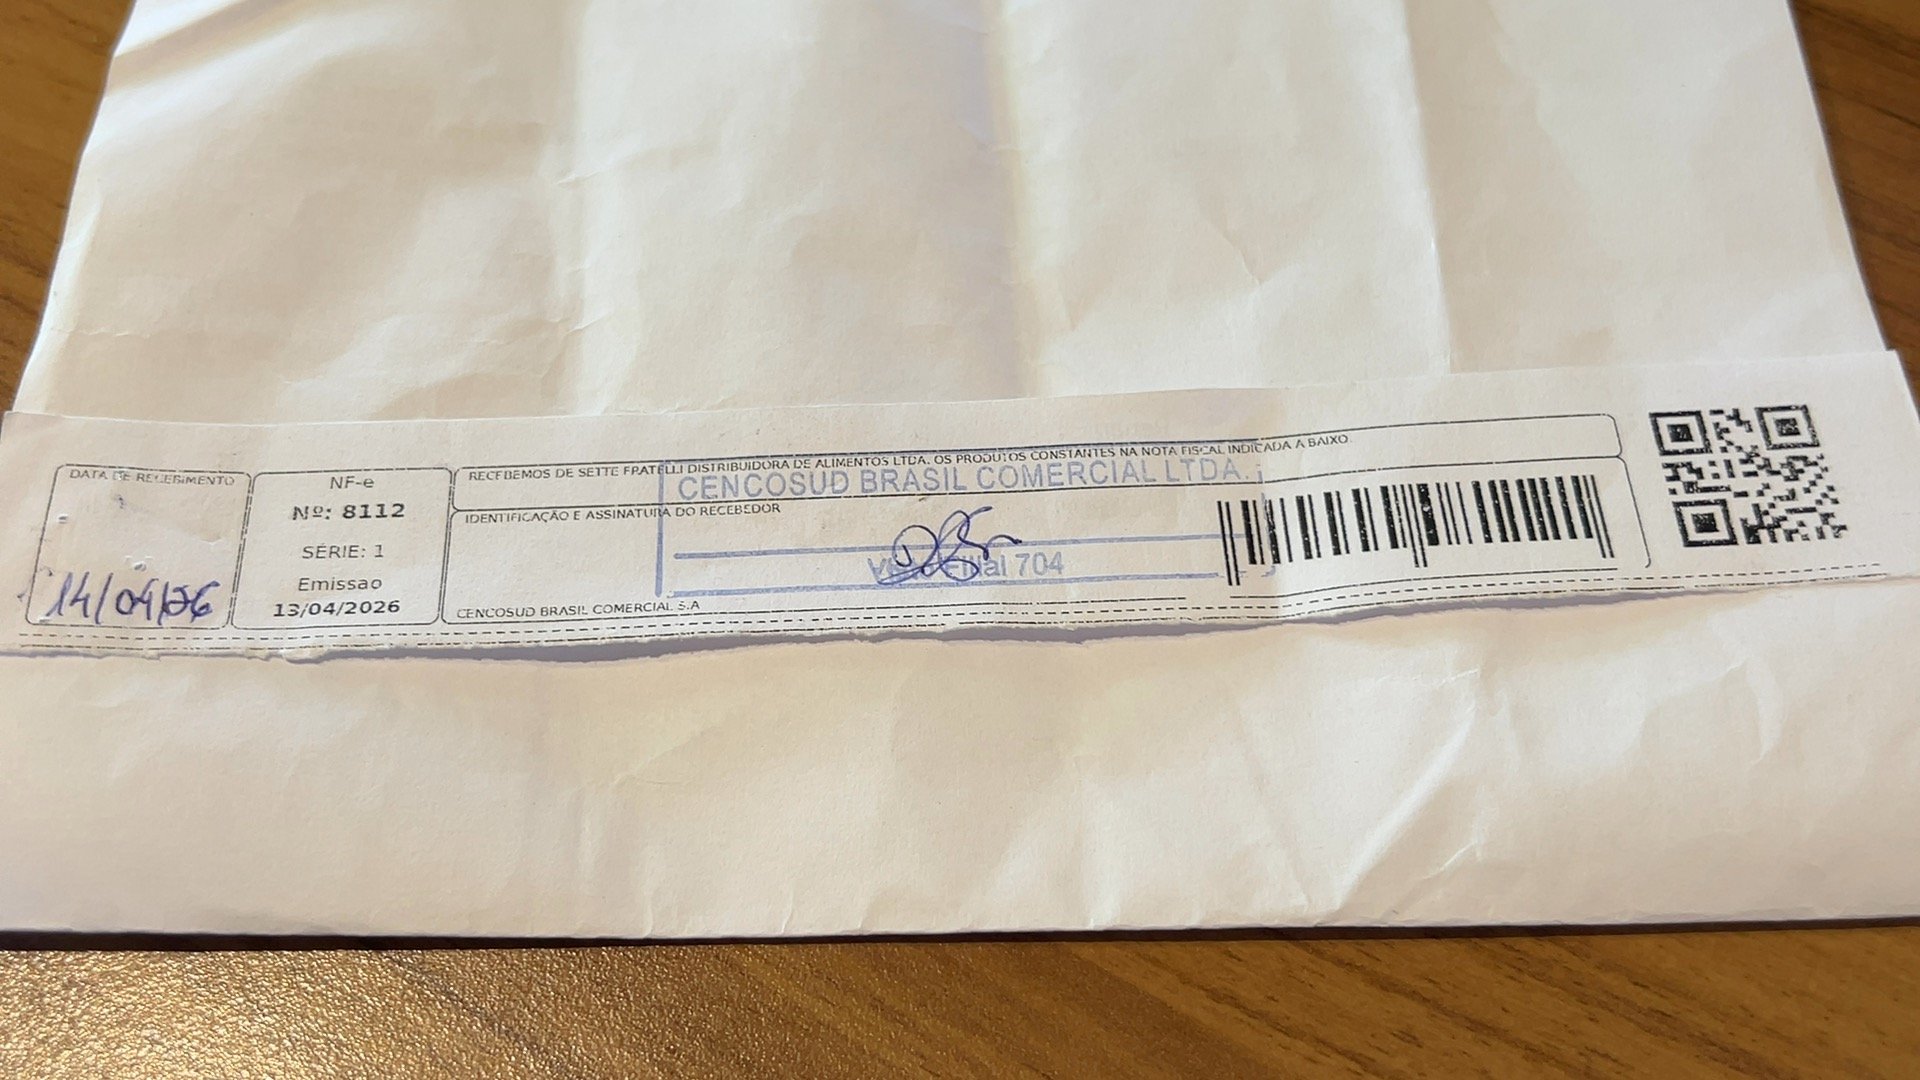 DATA DE RECEBIMENTO
14/04/26
NF-e
Nº: 8112
SÉRIE: 1
Emissao
13/04/2026
RECEBEMOS DE SETTE FRATELLI DISTRIBUIDORA DE ALIMENTOS LTDA. OS PRODUTOS CONSTANTES NA NOTA FISCAL INDICADA A BAIXO
CENCOSUD BRASIL COMERCIAL LTDA.
IDENTIFICAÇÃO E ASSINATURA DO RECEBEDOR
Filial 704
CENCOSUD BRASIL COMERCIAL S.A